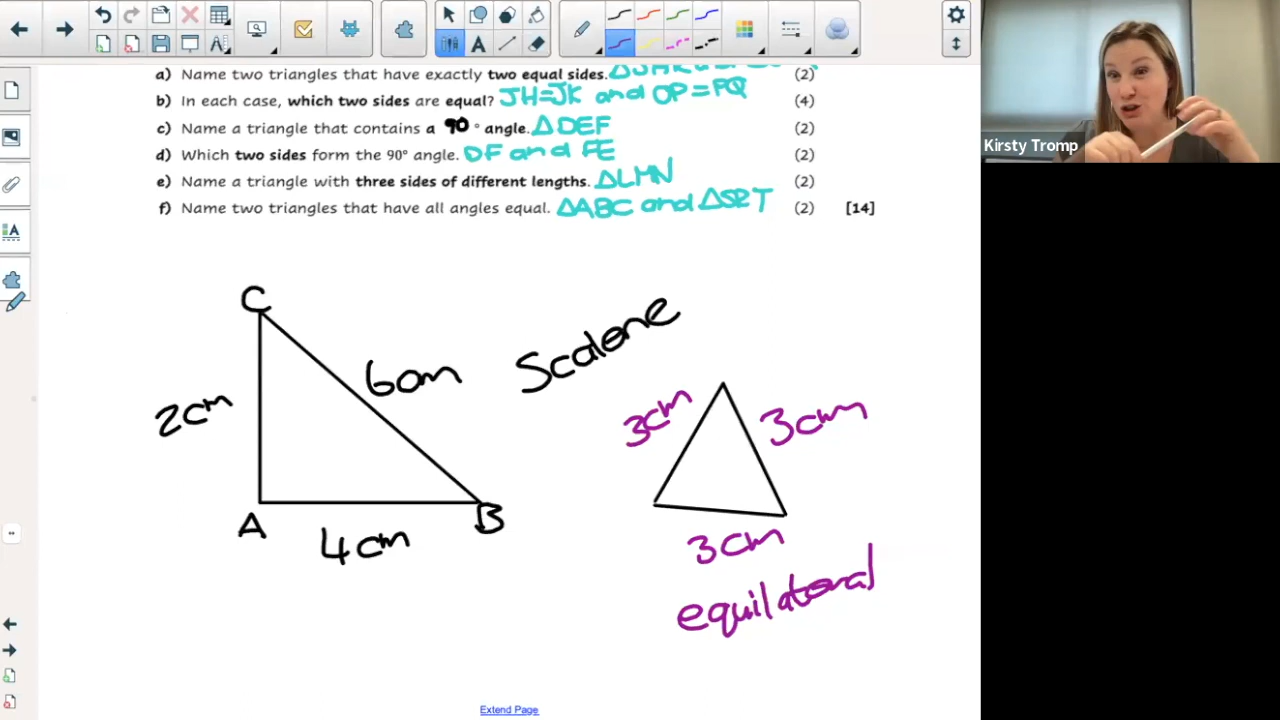 a) Name two triangles that have exactly two equal sides. (2)
b) In each case, which two sides are equal? JH=JK and OP=PQ (4)
c) Name a triangle that contains a 90° angle. ΔDEF (2)
d) Which two sides form the 90° angle. DF and FE (2)
e) Name a triangle with three sides of different lengths. ΔLMN (2)
f) Name two triangles that have all angles equal. ΔABC and ΔSRT (2) [14]
Kirsty Tromp
C
Scalene
6cm
2cm
3cm
3cm
A
B
4cm
3cm
equilateral
Extend Page